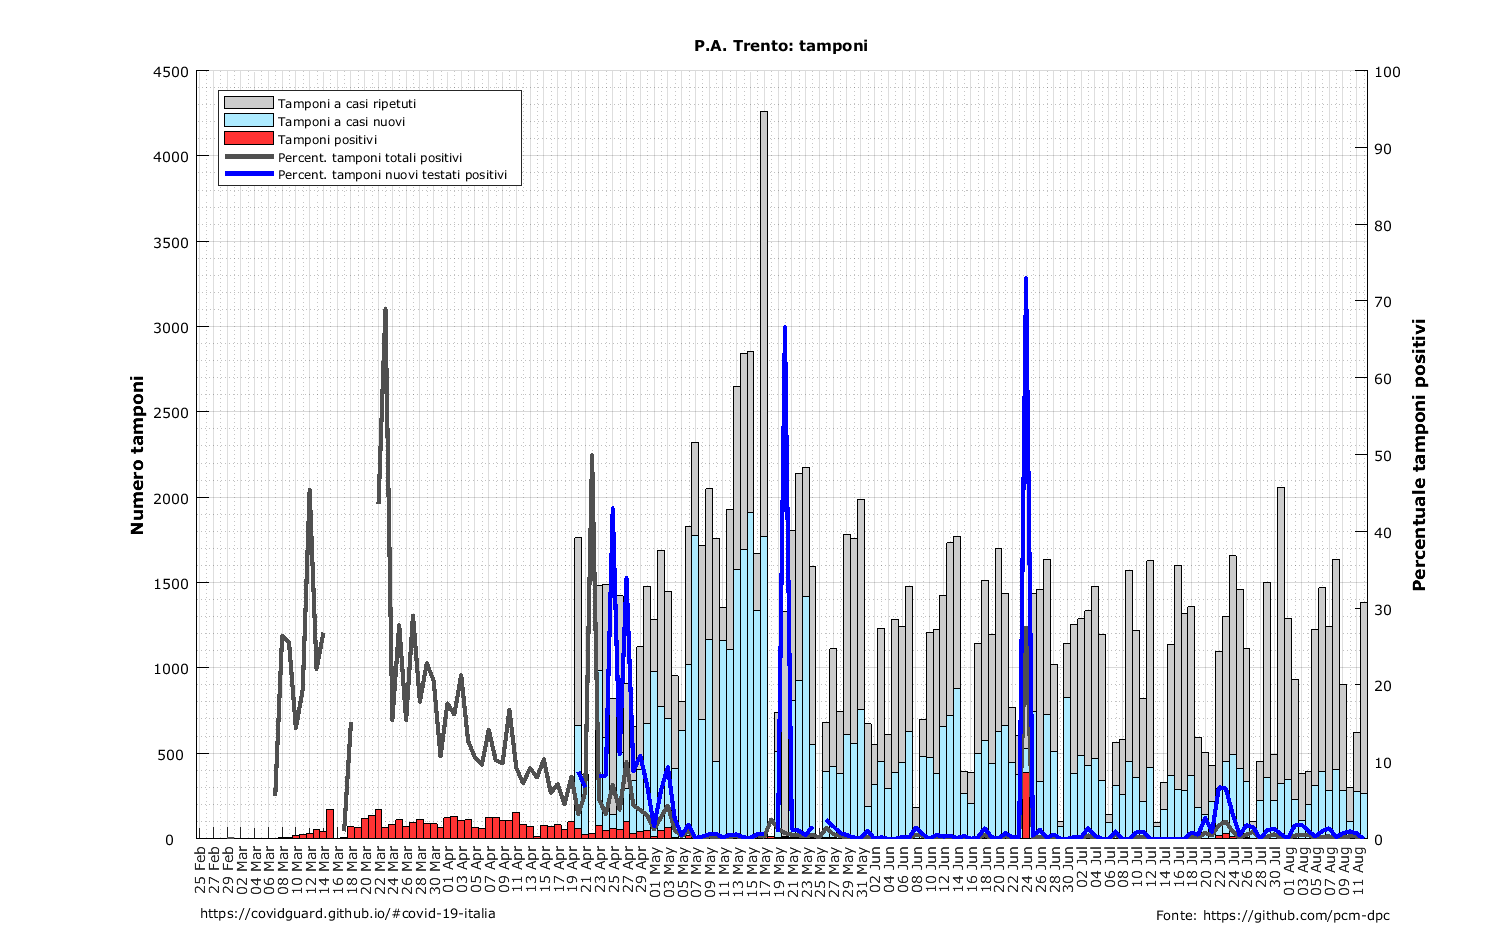 P.A. Trento: tamponi
4500
4000
3500
3000
2500
2000
1500
1000
500
0
Numero tamponi
Tamponi a casi ripetuti
Tamponi a casi nuovi
Tamponi positivi
Percent. tamponi totali positivi
Percent. tamponi nuovi testati positivi
100
90
80
70
60
50
40
30
20
10
0
Percentuale tamponi positivi
25 Feb
27 Feb
29 Feb
02 Mar
04 Mar
06 Mar
08 Mar
10 Mar
12 Mar
14 Mar
16 Mar
18 Mar
20 Mar
22 Mar
24 Mar
26 Mar
28 Mar
30 Mar
01 Apr
03 Apr
05 Apr
07 Apr
09 Apr
11 Apr
13 Apr
15 Apr
17 Apr
19 Apr
21 Apr
23 Apr
25 Apr
27 Apr
29 Apr
01 May
03 May
05 May
07 May
09 May
11 May
13 May
15 May
17 May
19 May
21 May
23 May
25 May
27 May
29 May
31 May
02 Jun
04 Jun
06 Jun
08 Jun
10 Jun
12 Jun
14 Jun
16 Jun
18 Jun
20 Jun
22 Jun
24 Jun
26 Jun
28 Jun
30 Jun
02 Jul
04 Jul
06 Jul
08 Jul
10 Jul
12 Jul
14 Jul
16 Jul
18 Jul
20 Jul
22 Jul
24 Jul
26 Jul
28 Jul
30 Jul
01 Aug
03 Aug
05 Aug
07 Aug
09 Aug
11 Aug
https://covidguard.github.io/#covid-19-italia
Fonte: https://github.com/pcm-dpc